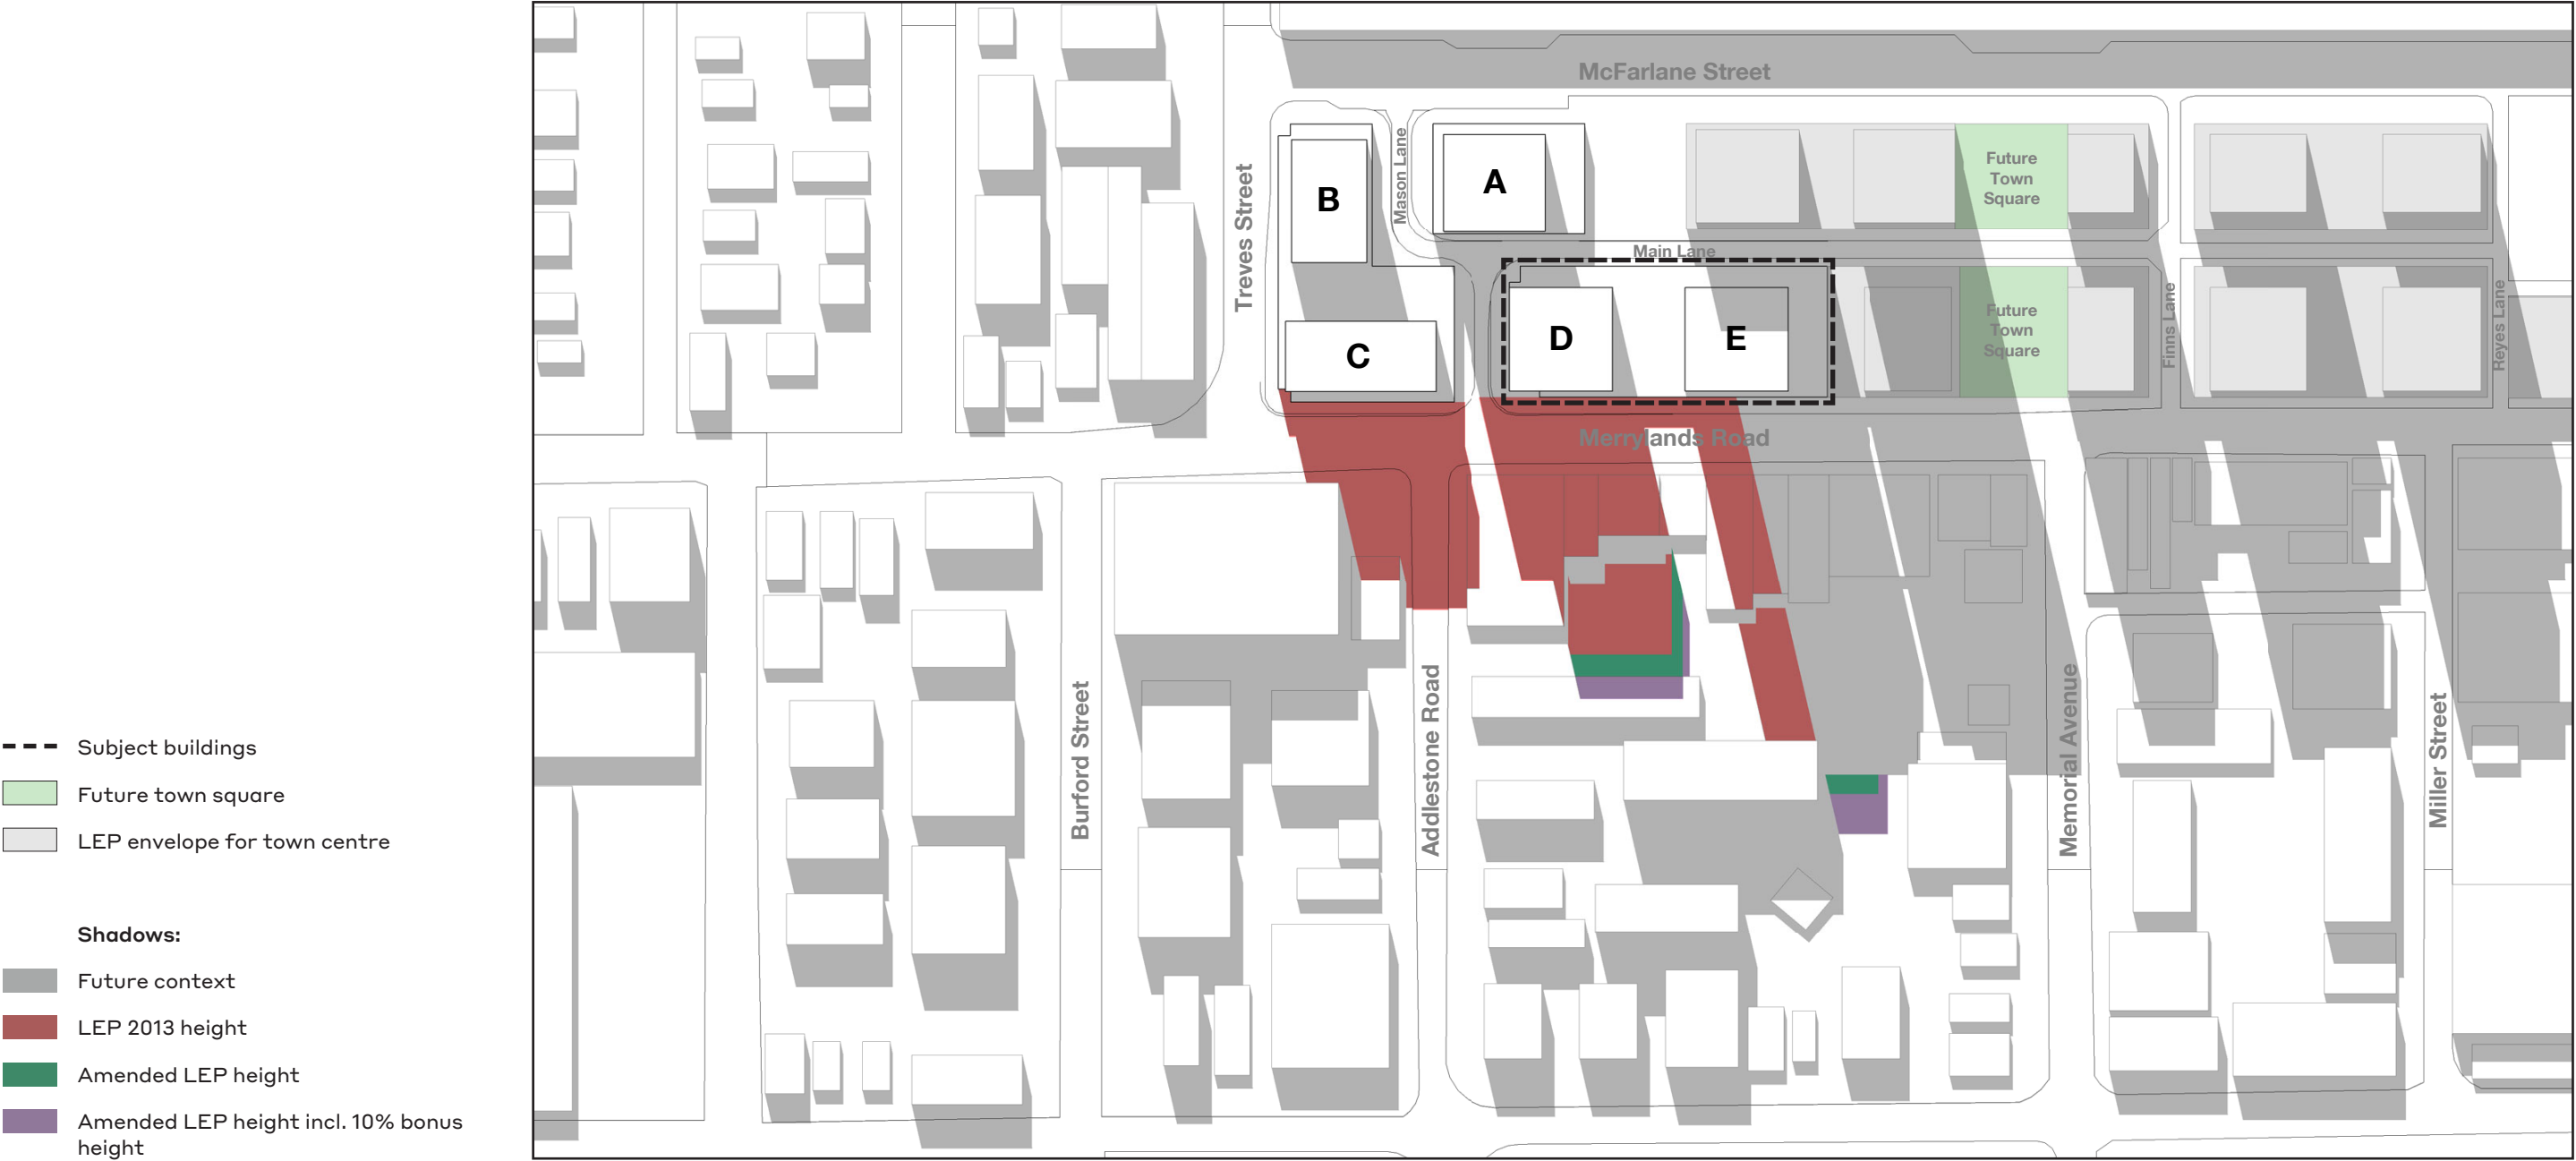 McFarlane Street
Mason Lane
B
A
Future
Town
Square
Treves Street
Main Lane
D
E
C
Future
Town
Square
Finns Lane
Reyes Lane
Merrylands Road
Burford Street
Addlestone Road
Memorial Avenue
Miller Street
Subject buildings
Future town square
LEP envelope for town centre
Shadows:
Future context
LEP 2013 height
Amended LEP height
Amended LEP height incl. 10% bonus
height